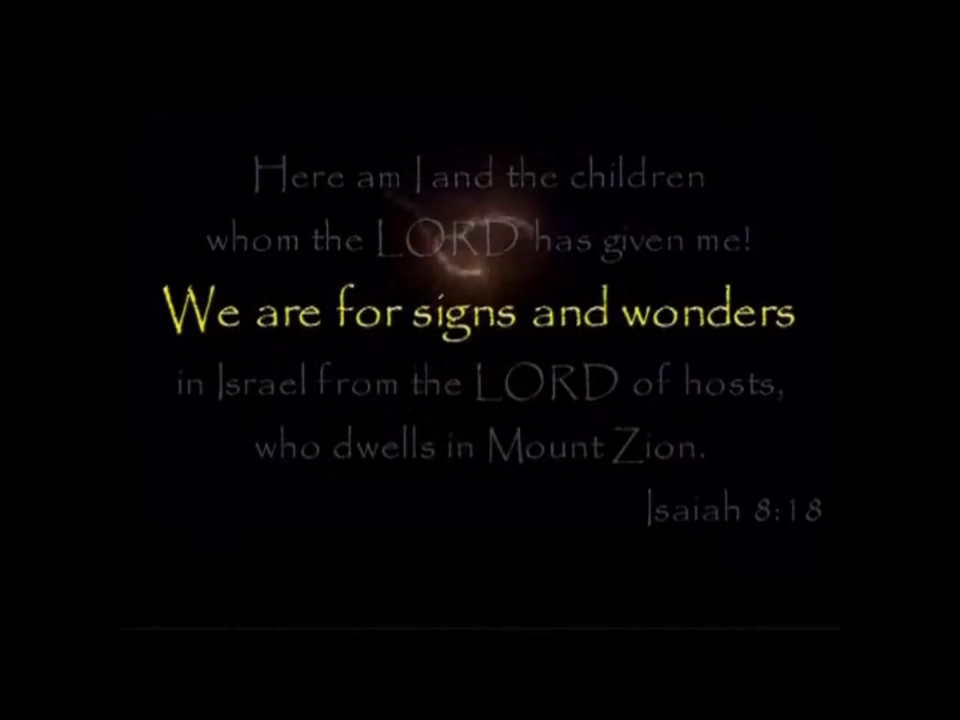 Here am I and the children
whom the LORD has given me!
We are for signs and wonders
in Israel from the LORD of hosts,
who dwells in Mount Zion.
Isaiah 8:18